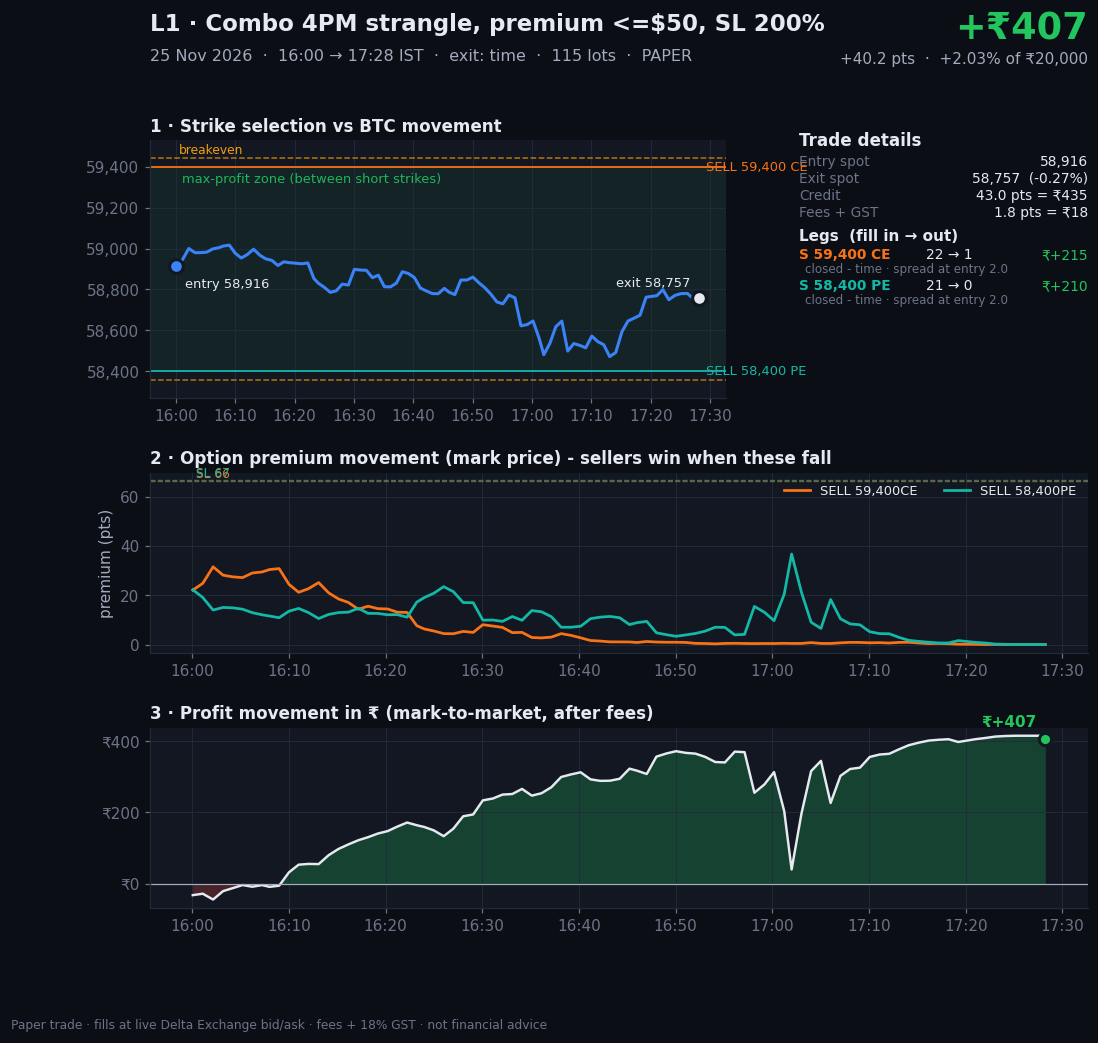 L1 · Combo 4PM strangle, premium <=$50, SL 200%
+₹407
25 Nov 2026 · 16:00 → 17:28 IST · exit: time · 115 lots · PAPER
+40.2 pts · +2.03% of ₹20,000
1 · Strike selection vs BTC movement
breakeven
59,400
SELL 59,400 CE
max-profit zone (between short strikes)
59,200
59,000
58,800
58,600
58,400
entry 58,916
exit 58,757
SELL 58,400 PE
16:00 16:10 16:20 16:30 16:40 16:50 17:00 17:10 17:20 17:30
Trade details
Entry spot 58,916
Exit spot 58,757 (-0.27%)
Credit 43.0 pts = ₹435
Fees + GST 1.8 pts = ₹18
Legs (fill in → out)
S 59,400 CE 22 → 1 ₹+215
closed - time · spread at entry 2.0
S 58,400 PE 21 → 0 ₹+210
closed - time · spread at entry 2.0
2 · Option premium movement (mark price) - sellers win when these fall
SL 67
SELL 59,400CE SELL 58,400PE
premium (pts)
60
40
20
0
16:00 16:10 16:20 16:30 16:40 16:50 17:00 17:10 17:20 17:30
3 · Profit movement in ₹ (mark-to-market, after fees)
₹+407
₹400
₹200
₹0
16:00 16:10 16:20 16:30 16:40 16:50 17:00 17:10 17:20 17:30
Paper trade · fills at live Delta Exchange bid/ask · fees + 18% GST · not financial advice